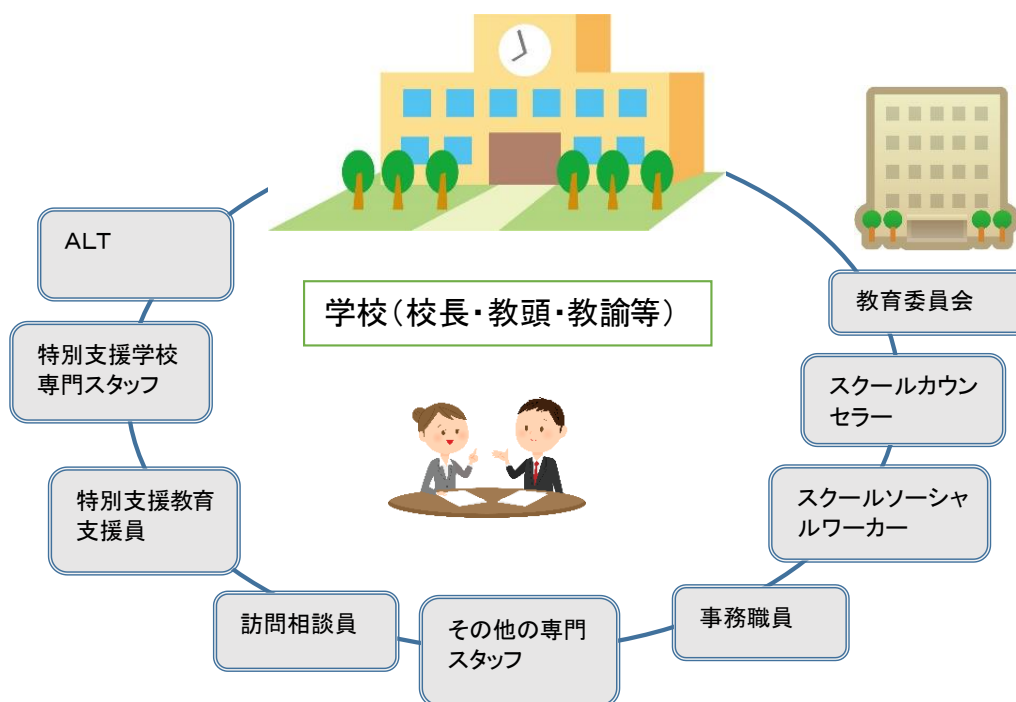 ALT
学校(校長・教頭・教諭等)
教育委員会
特別支援学校
専門スタッフ
スクールカウン
セラー
特別支援教育
支援員
スクールソーシャ
ルワーカー
訪問相談員
その他の専門
スタッフ
事務職員